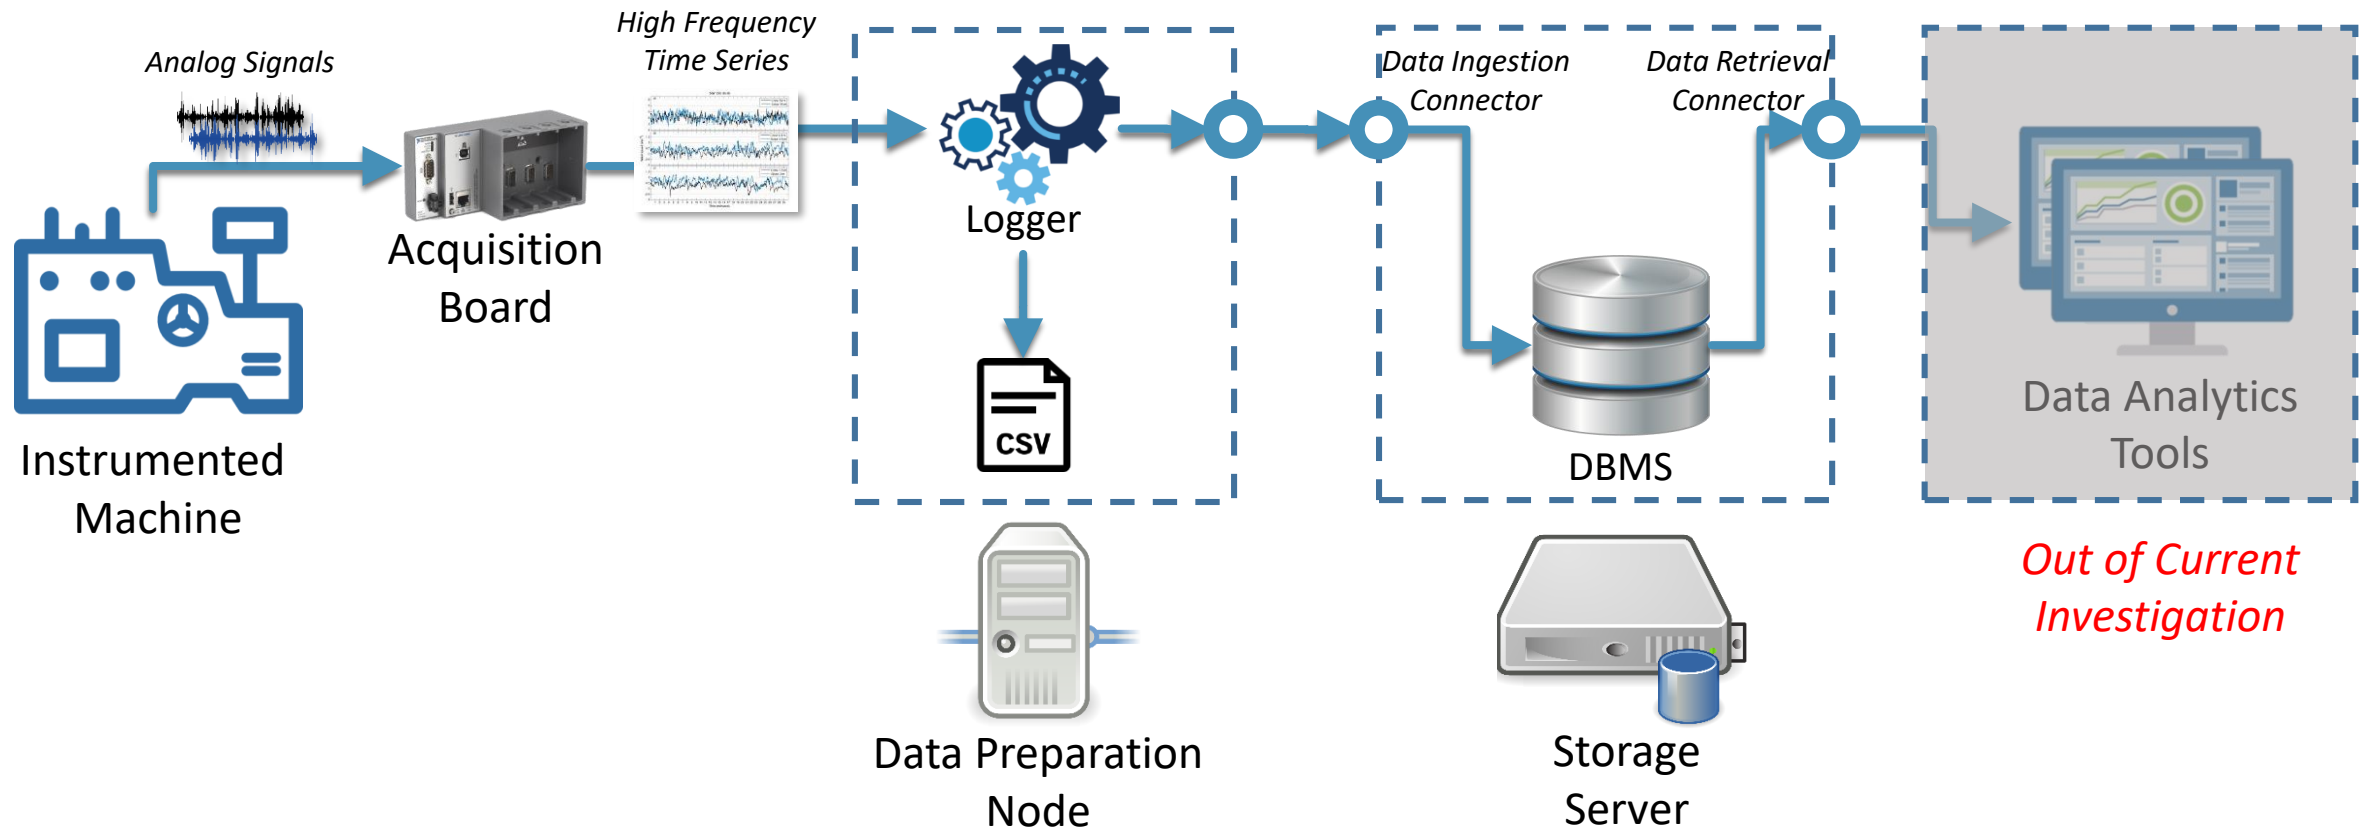 Analog Signals
High Frequency
Time Series
Data Ingestion
Connector
Data Retrieval
Connector
Logger
Acquisition
Board
CSV
DBMS
Data Analytics
Tools
Instrumented
Machine
Out of Current
Investigation
Data Preparation
Node
Storage
Server